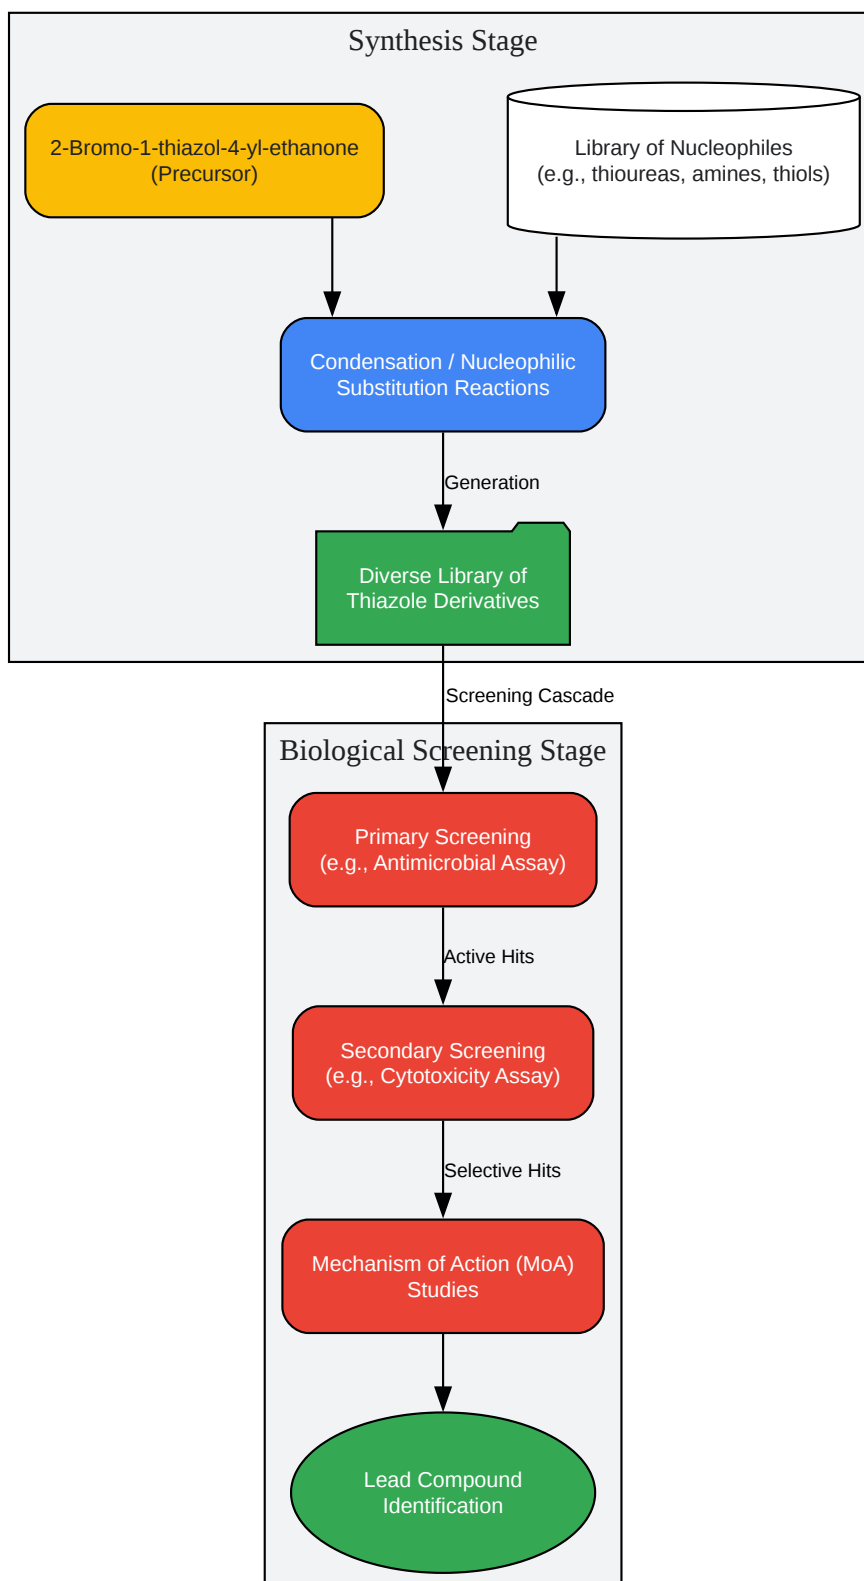 Synthesis Stage
2-Bromo-1-thiazol-4-yl-ethanone
(Precursor)
Library of Nucleophiles
(e.g., thioureas, amines, thiols)
Condensation / Nucleophilic
Substitution Reactions
Generation
Diverse Library of
Thiazole Derivatives
Screening Cascade
Biological Screening Stage
Primary Screening
(e.g., Antimicrobial Assay)
Active Hits
Secondary Screening
(e.g., Cytotoxicity Assay)
Selective Hits
Mechanism of Action (MoA)
Studies
Lead Compound
Identification